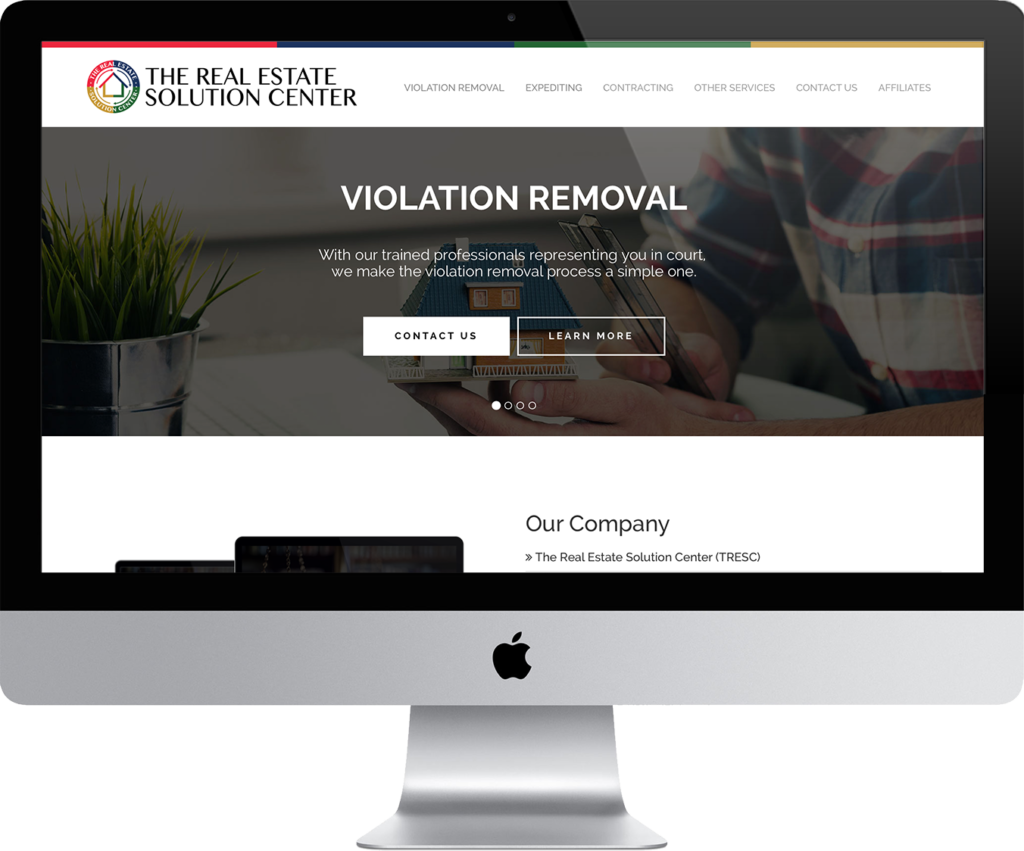 THE REAL ESTATE
SOLUTION CENTER
THE REAL ESTATE
SOLUTION CENTER
VIOLATION REMOVAL
EXPEDITING
CONTRACTING
OTHER SERVICES
CONTACT US
AFFILIATES
VIOLATION REMOVAL
With our trained professionals representing you in court,
we make the violation removal process a simple one.
CONTACT US
LEARN MORE
Our Company
» The Real Estate Solution Center (TRESC)